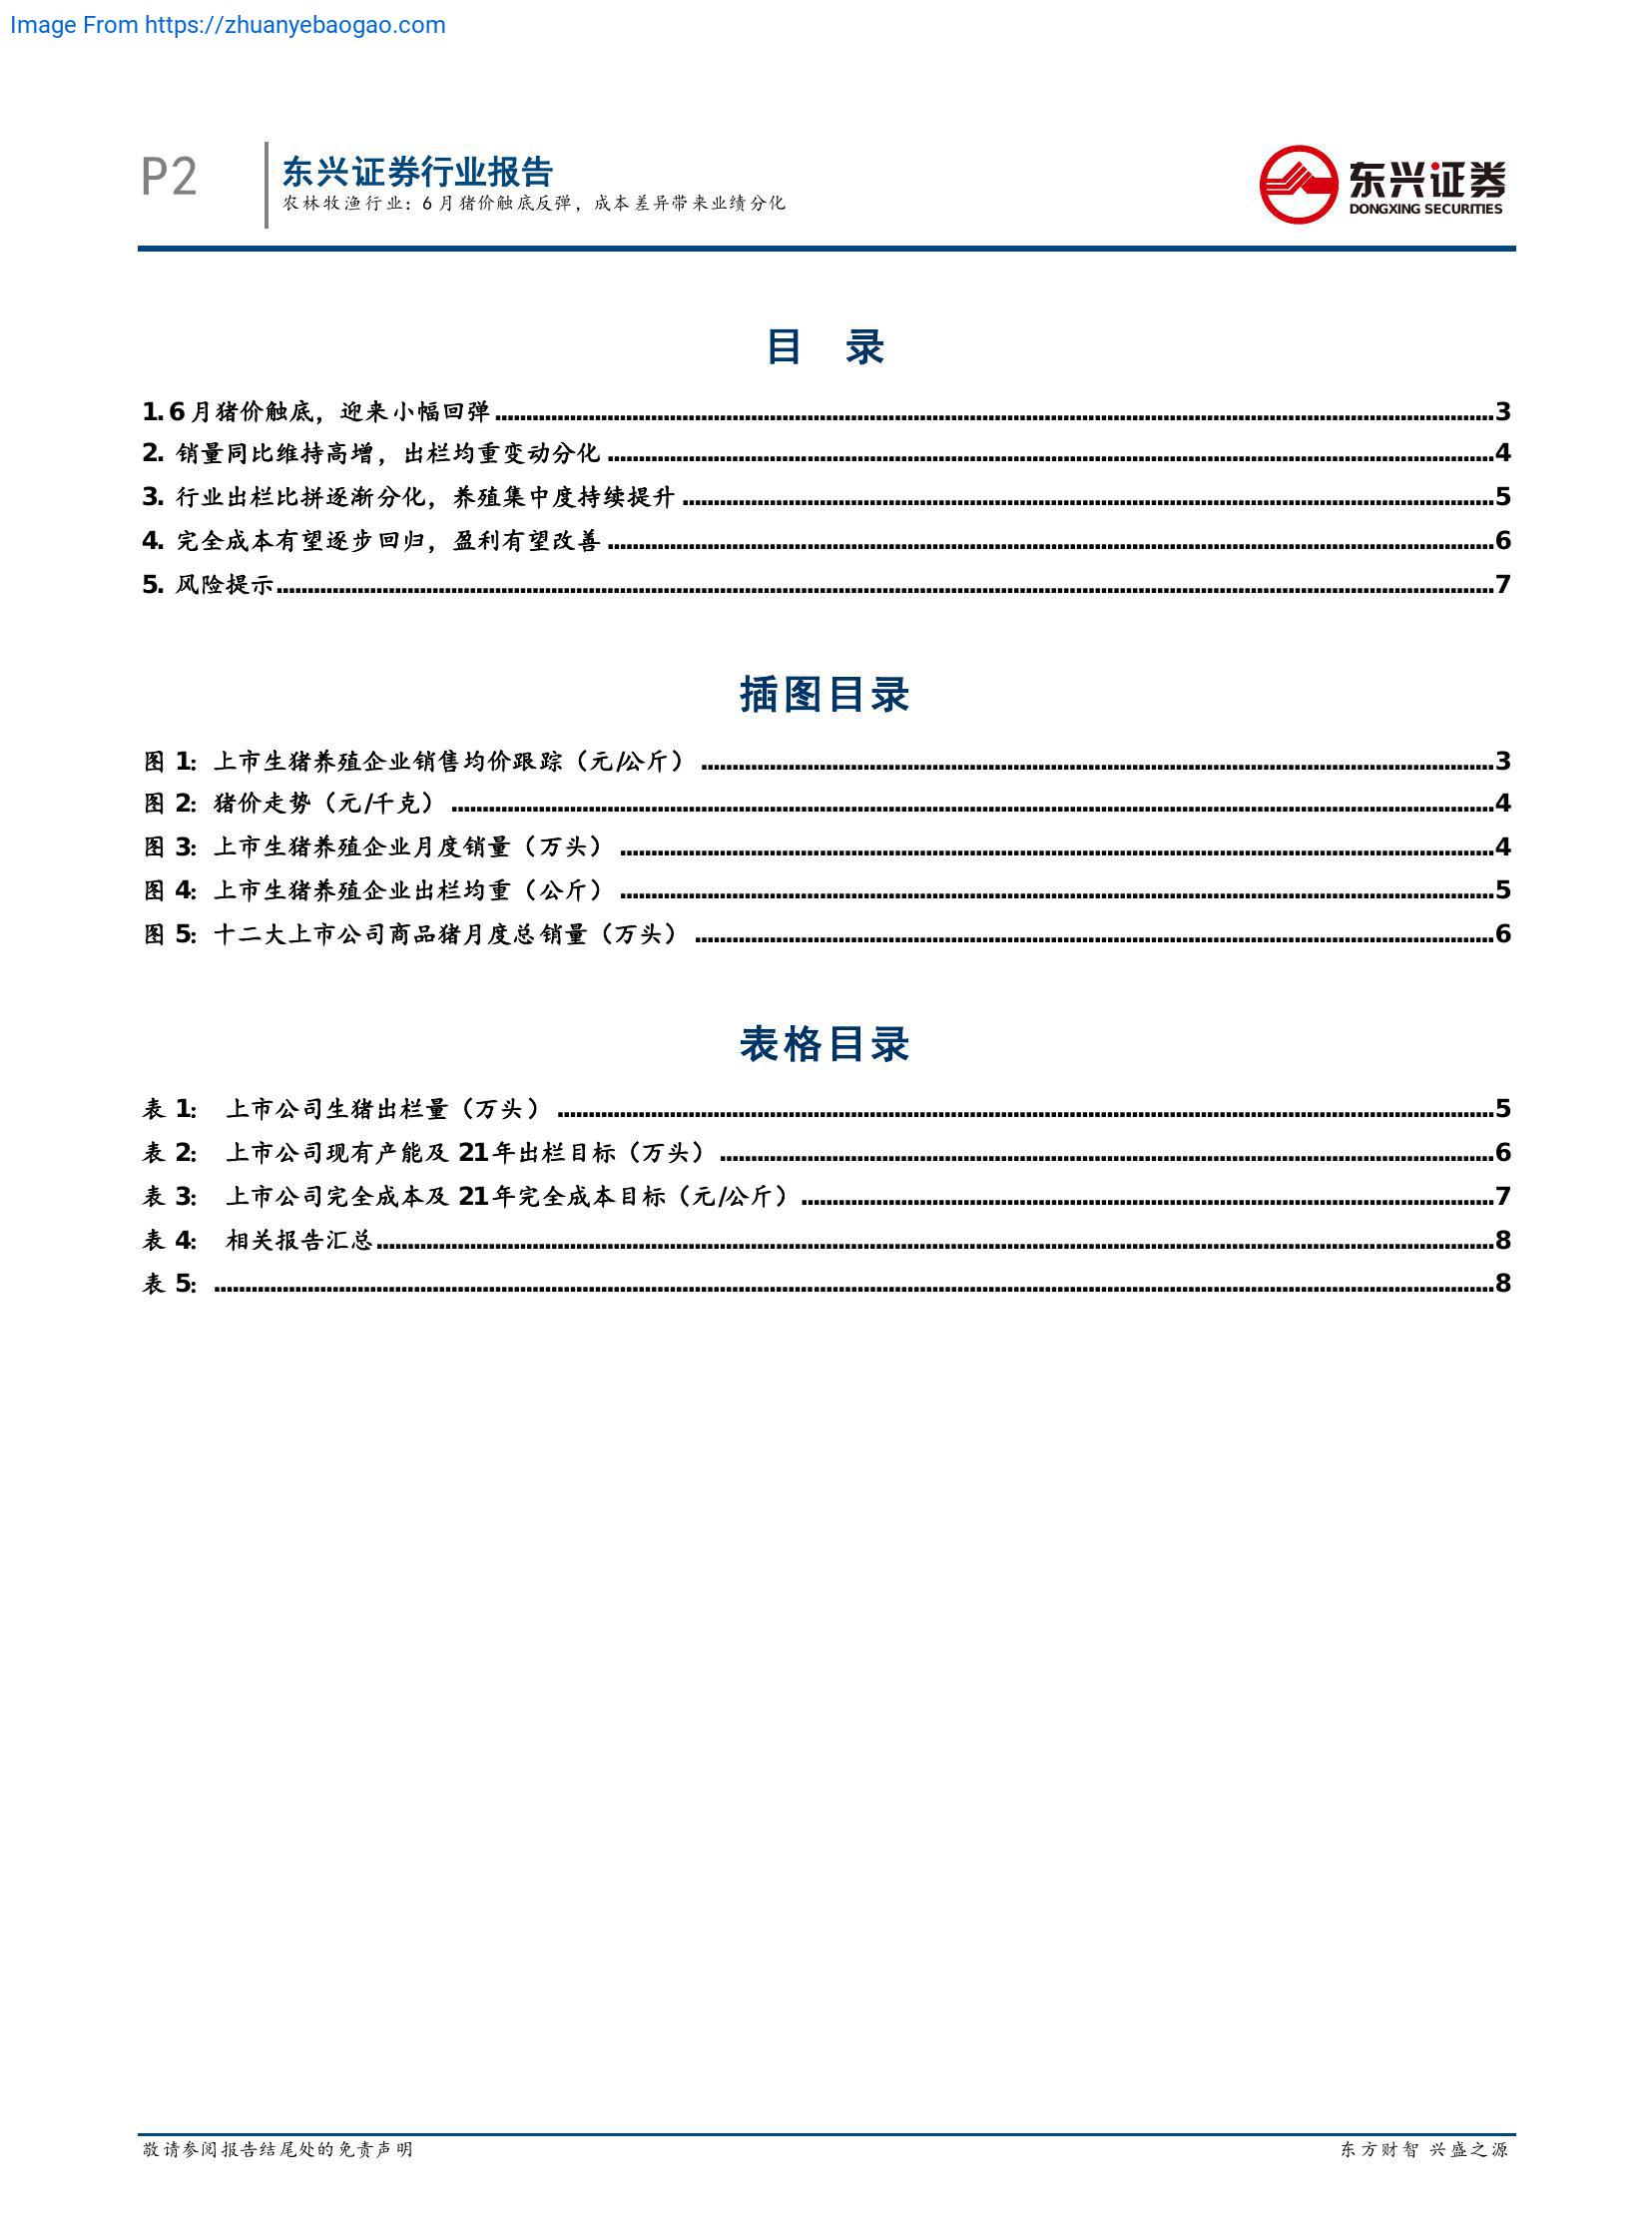 Image From https://zhuanyebaogao.com
P2
东兴证券行业报告
农林牧渔行业：6 月猪价触底反弹，成本差异带来业绩分化
东兴证券
DONGXING SECURITIES
目 录
1. 6 月猪价触底，迎来小幅回弹 3
2. 销量同比维持高增，出栏均重变动分化 4
3. 行业出栏比拼逐渐分化，养殖集中度持续提升 5
4. 完全成本有望逐步回归，盈利有望改善 6
5. 风险提示 7
插图目录
图 1：上市生猪养殖企业销售均价跟踪（元/公斤） 3
图 2：猪价走势（元/千克） 4
图 3：上市生猪养殖企业月度销量（万头） 4
图 4：上市生猪养殖企业出栏均重（公斤） 5
图 5：十二大上市公司商品猪月度总销量（万头） 6
表格目录
表 1： 上市公司生猪出栏量（万头） 5
表 2： 上市公司现有产能及 21 年出栏目标（万头） 6
表 3： 上市公司完全成本及 21 年完全成本目标（元/公斤） 7
表 4： 相关报告汇总 8
表 5： 8
敬请参阅报告结尾处的免责声明
东方财智 兴盛之源